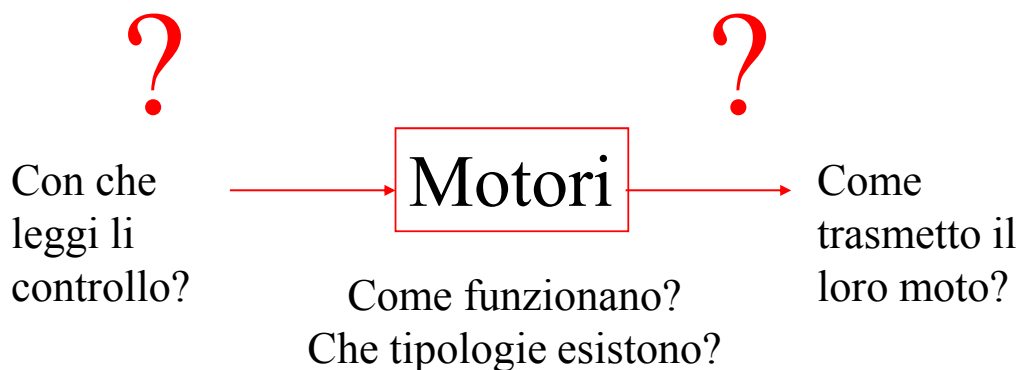 ?
?
Con che
leggi li
controllo?
Motori
Come funzionano?
Che tipologie esistono?
Come
trasmetto il
loro moto?